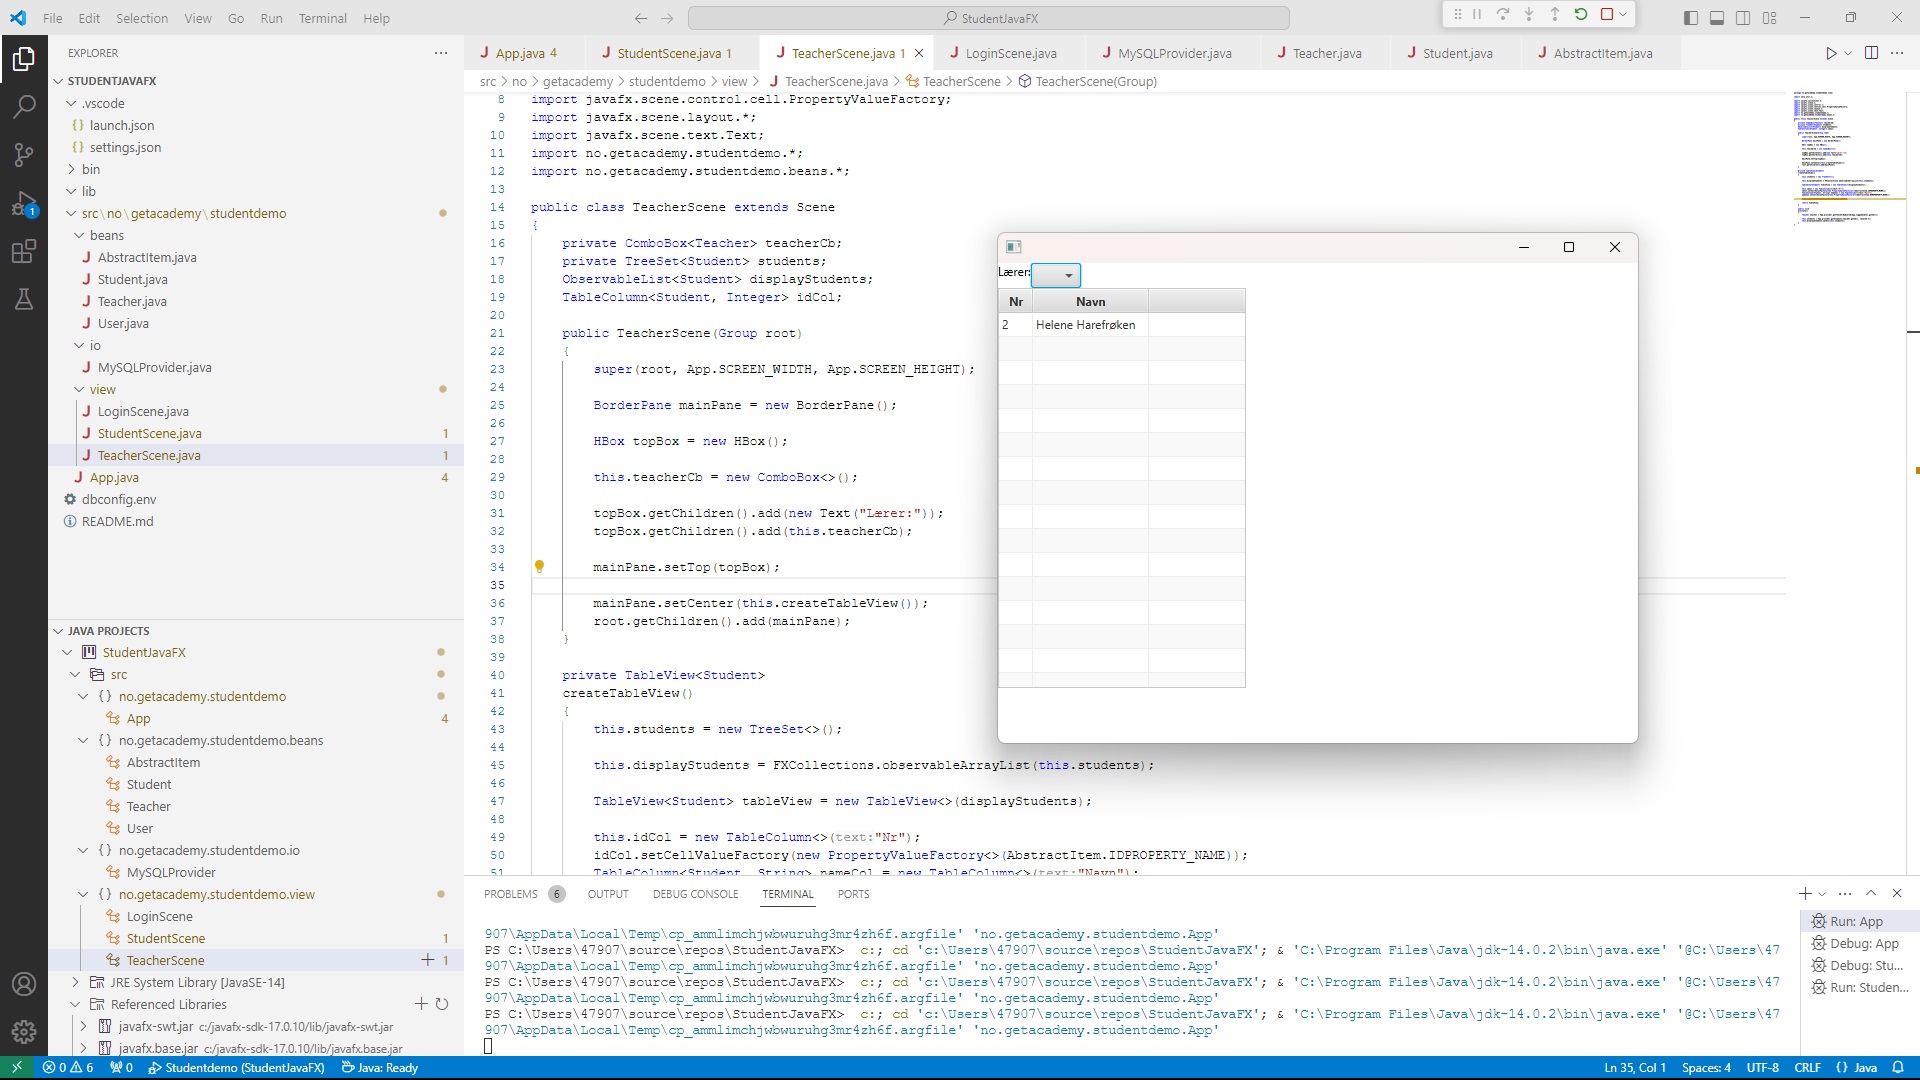 File Edit Selection View Go Run Terminal Help
StudentJavaFX
EXPLORER
App.java 4
StudentScene.java 1
TeacherScene.java 1
LoginScene.java
MySQLProvider.java
Teacher.java
Student.java
AbstractItem.java
src > no > getacademy > studentdemo > view > TeacherScene.java > TeacherScene > TeacherScene(Group)
STUDENTJAVAFX
.vscode
launch.json
settings.json
bin
lib
src\no\getacademy\studentdemo
beans
AbstractItem.java
Student.java
Teacher.java
User.java
io
MySQLProvider.java
view
LoginScene.java
StudentScene.java 1
TeacherScene.java 1
App.java 4
dbconfig.env
README.md
1
JAVA PROJECTS
StudentJavaFX
src
no.getacademy.studentdemo
App 4
no.getacademy.studentdemo.beans
AbstractItem
Student
Teacher
User
no.getacademy.studentdemo.io
MySQLProvider
no.getacademy.studentdemo.view
LoginScene
StudentScene 1
TeacherScene 1
JRE System Library [JavaSE-14]
Referenced Libraries
javafx-swt.jar c:/javafx-sdk-17.0.10/lib/javafx-swt.jar
javafx.base.jar c:/javafx-sdk-17.0.10/lib/javafx.base.jar
8 import javafx.scene.control.cell.PropertyValueFactory;
9 import javafx.scene.layout.*;
10 import javafx.scene.text.Text;
11 import no.getacademy.studentdemo.*;
12 import no.getacademy.studentdemo.beans.*;
13
14 public class TeacherScene extends Scene
15 {
16 private ComboBox<Teacher> teacherCb;
17 private TreeSet<Student> students;
18 ObservableList<Student> displayStudents;
19 TableColumn<Student, Integer> idCol;
20
21 public TeacherScene(Group root)
22 {
23 super(root, App.SCREEN_WIDTH, App.SCREEN_HEIGHT);
24
25 BorderPane mainPane = new BorderPane();
26
27 HBox topBox = new HBox();
28
29 this.teacherCb = new ComboBox<>();
30
31 topBox.getChildren().add(new Text("Lærer:"));
32 topBox.getChildren().add(this.teacherCb);
33
34 mainPane.setTop(topBox);
35
36 mainPane.setCenter(this.createTableView());
37 root.getChildren().add(mainPane);
38 }
39
40 private TableView<Student>
41 createTableView()
42 {
43 this.students = new TreeSet<>();
44
45 this.displayStudents = FXCollections.observableArrayList(this.students);
46
47 TableView<Student> tableView = new TableView<>(displayStudents);
48
49 this.idCol = new TableColumn<>(text:"Nr");
50 idCol.setCellValueFactory(new PropertyValueFactory<>(AbstractItem.IDPROPERTY_NAME));
51 TableColumn<Student, String> nameCol = new TableColumn<>(text:"Navn");
Lærer:
Nr Navn
2 Helene Harefrøken
PROBLEMS 6 OUTPUT DEBUG CONSOLE TERMINAL PORTS
907\AppData\Local\Temp\cp_ammlimchjwbwuruhg3mr4zh6f.argfile' 'no.getacademy.studentdemo.App'
PS C:\Users\47907\source\repos\StudentJavaFX> c:; cd 'c:\Users\47907\source\repos\StudentJavaFX'; & 'C:\Program Files\Java\jdk-14.0.2\bin\java.exe' '@C:\Users\47
907\AppData\Local\Temp\cp_ammlimchjwbwuruhg3mr4zh6f.argfile' 'no.getacademy.studentdemo.App'
PS C:\Users\47907\source\repos\StudentJavaFX> c:; cd 'c:\Users\47907\source\repos\StudentJavaFX'; & 'C:\Program Files\Java\jdk-14.0.2\bin\java.exe' '@C:\Users\47
907\AppData\Local\Temp\cp_ammlimchjwbwuruhg3mr4zh6f.argfile' 'no.getacademy.studentdemo.App'
PS C:\Users\47907\source\repos\StudentJavaFX> c:; cd 'c:\Users\47907\source\repos\StudentJavaFX'; & 'C:\Program Files\Java\jdk-14.0.2\bin\java.exe' '@C:\Users\47
907\AppData\Local\Temp\cp_ammlimchjwbwuruhg3mr4zh6f.argfile' 'no.getacademy.studentdemo.App'
Run: App
Debug: App
Debug: Stu...
Run: Studen...
0 6 0 Studentdemo (StudentJavaFX) Java: Ready
Ln 35, Col 1 Spaces: 4 UTF-8 CRLF {} Java